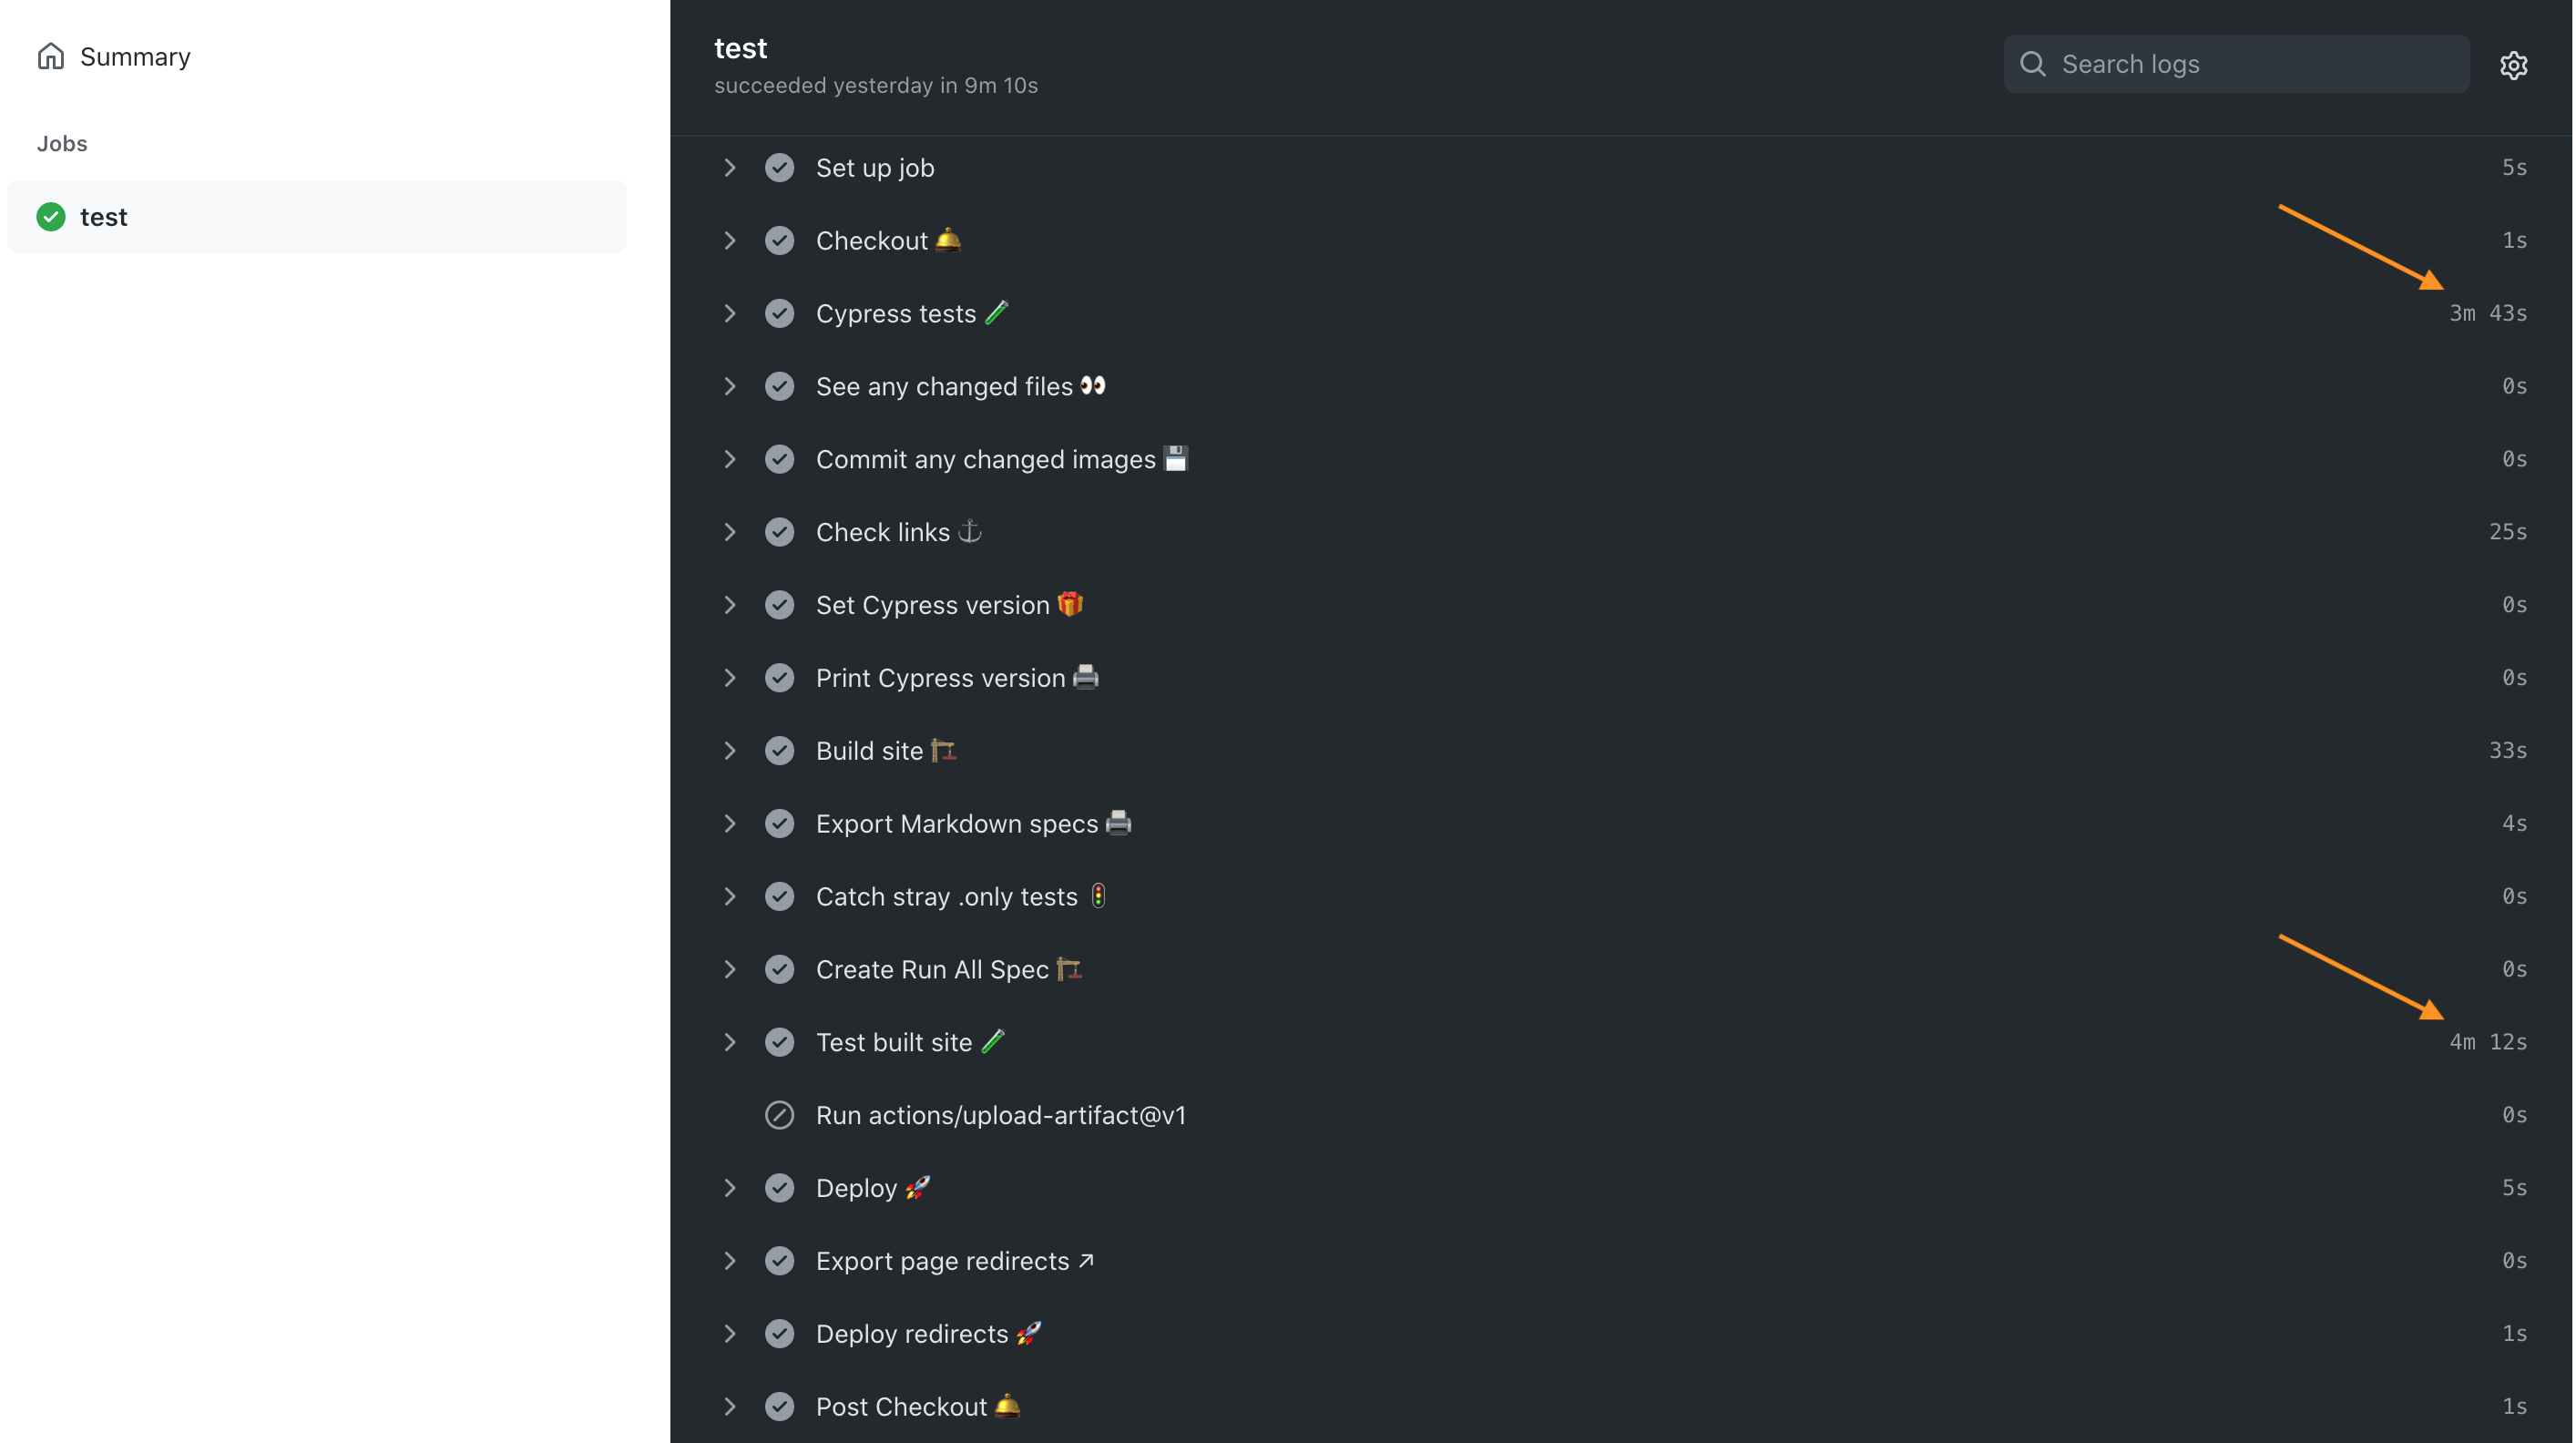 Summary
Jobs
test
test
succeeded yesterday in 9m 10s
Search logs
Set up job 5s
Checkout 🛎 1s
Cypress tests 🧪 3m 43s
See any changed files 👀 0s
Commit any changed images 💾 0s
Check links ⚓ 25s
Set Cypress version 🎁 0s
Print Cypress version 🖨 0s
Build site 🏗 33s
Export Markdown specs 🖨 4s
Catch stray .only tests 🚦 0s
Create Run All Spec 🏗 0s
Test built site 🧪 4m 12s
Run actions/upload-artifact@v1 0s
Deploy 🚀 5s
Export page redirects ↗ 0s
Deploy redirects 🚀 1s
Post Checkout 🛎 1s